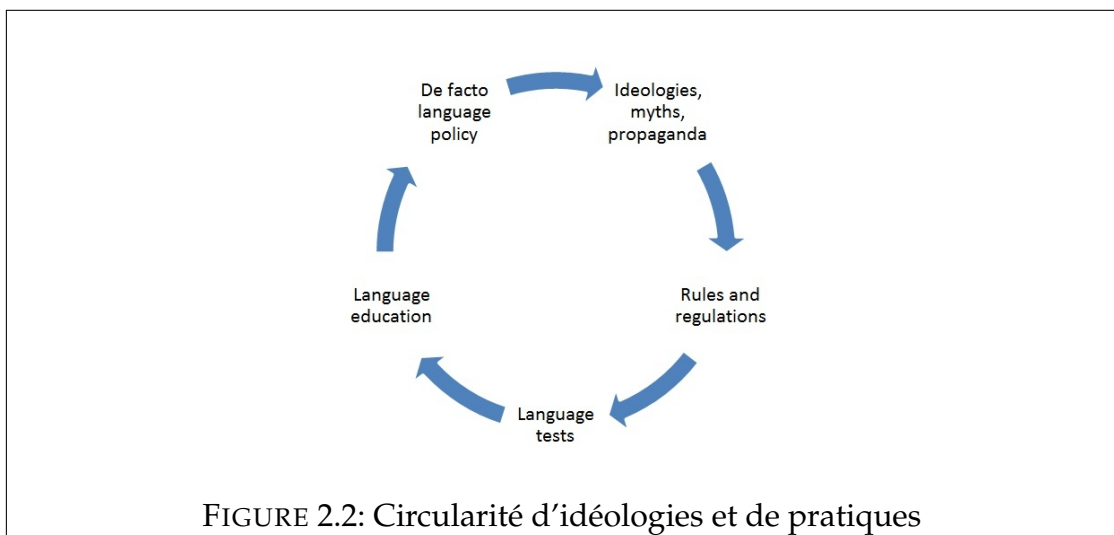 De facto
language
policy
Ideologies,
myths,
propaganda
Rules and
regulations
Language
tests
Language
education
FIGURE 2.2: Circularité d’idéologies et de pratiques